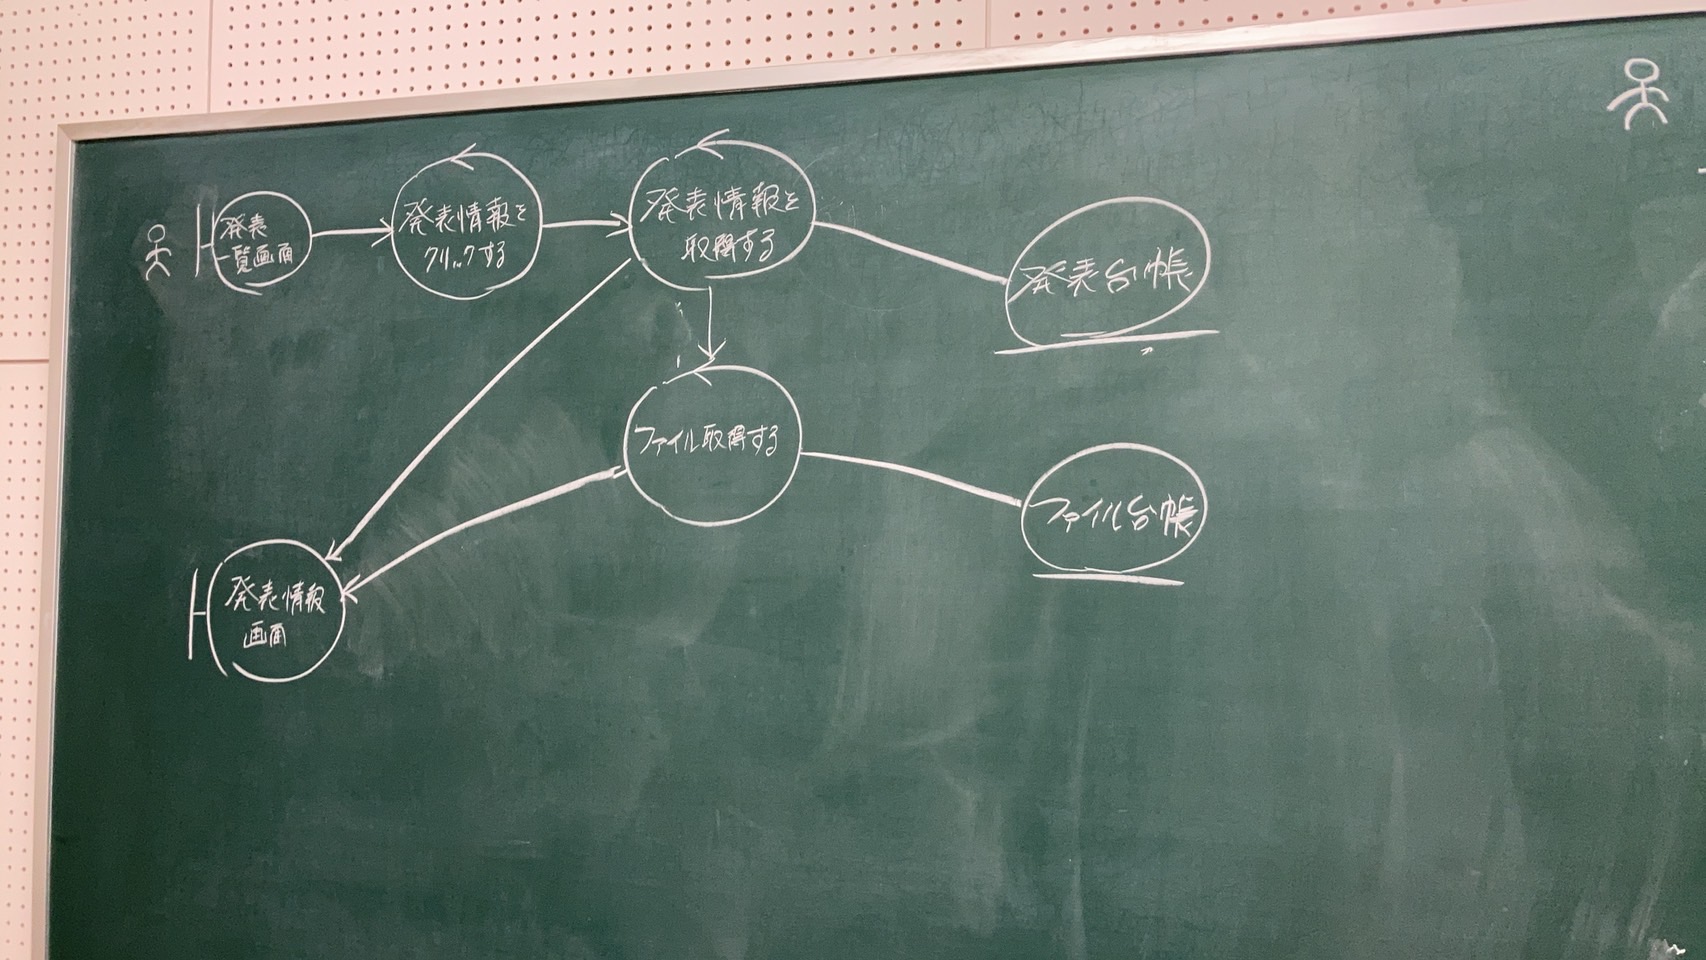 発表
一覧画面
発表情報を
クリックする
発表情報を
取得する
発表台帳
ファイル取得する
ファイル台帳
発表情報
画面